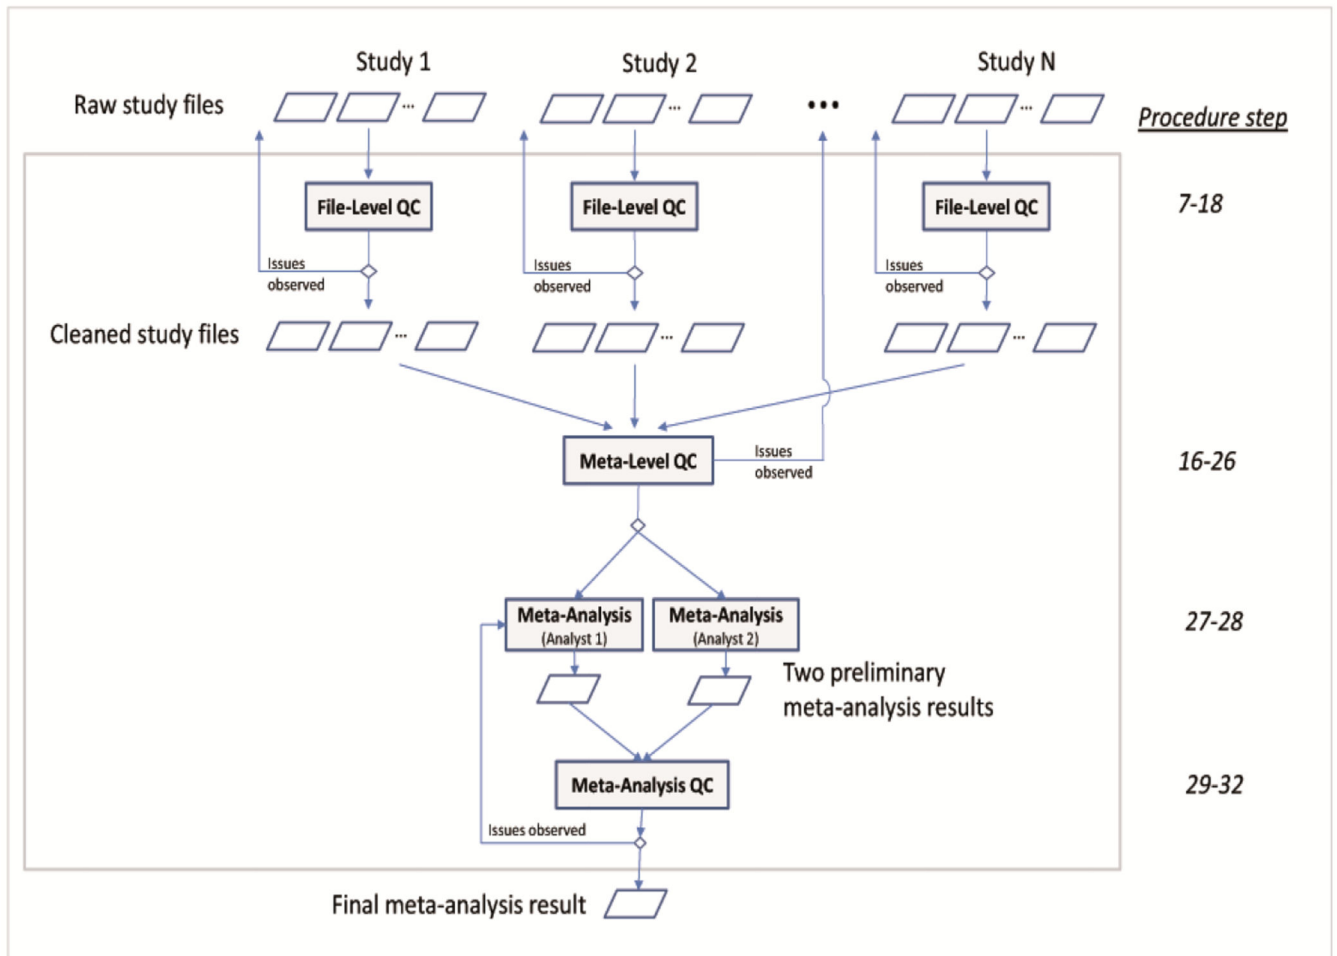 Study 1
Study 2
Study N
Raw study files
...
...
•••
...
Procedure step
File-Level QC
File-Level QC
File-Level QC
7-18
Issues
observed
Issues
observed
Issues
observed
Cleaned study files
...
...
...
Meta-Level QC
Issues
observed
16-26
Meta-Analysis
(Analyst 1)
Meta-Analysis
(Analyst 2)
27-28
Two preliminary
meta-analysis results
Meta-Analysis QC
29-32
Issues observed
Final meta-analysis result